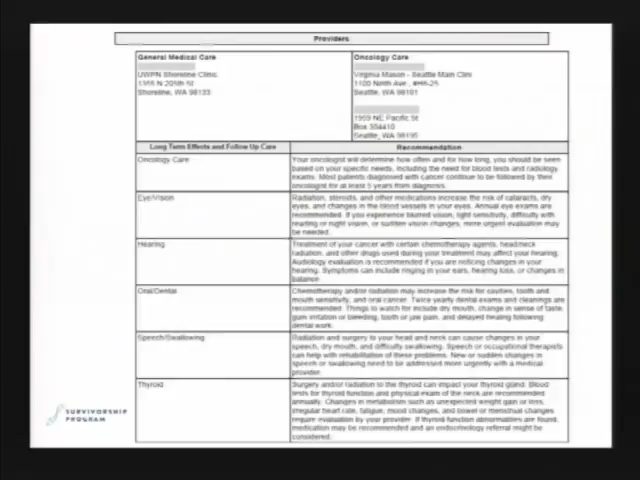 Providers
General Medical Care
UWPN Shoreline Clinic
N 205th St
Shoreline, WA 98133
Oncology Care
Virginia Mason - Seattle Main Clini
1100 Ninth Ave.,
Seattle, WA 98101
1959 NE Pacific St
Box
Seattle, WA 98195
Long Term Effects and Follow Up Care
Recommendation
Oncology Care
Your oncologist will determine how often and for how long, you should be seen
based on your specific needs, including the need for blood tests and radiology
exams. Most patients diagnosed with cancer continue to be followed by their
oncologist for at least 5 years from diagnosis.
Eye/Vision
Radiation, steroids, and other medications increase the risk of cataracts, dry
eyes, and changes in the blood vessels in your eyes. Annual eye exams are
recommended. If you experience blurred vision, light sensitivity, difficulty with
reading or night vision, or sudden vision changes, more urgent evaluation may
be needed.
Hearing
Treatment of your cancer with certain chemotherapy agents, head/neck
radiation, and other drugs used during your treatment may affect your hearing.
Audiology evaluation is recommended if you are noticing changes in your
hearing. Symptoms can include ringing in your ears, hearing loss, or changes in
balance.
Oral/Dental
Chemotherapy and/or radiation may increase the risk for cavities, tooth and
mouth sensitivity, and oral cancer. Twice yearly dental exams and cleanings are
recommended. Things to watch for include dry mouth, change in sense of taste,
gum irritation or bleeding, tooth or jaw pain, and delayed healing following
dental work.
Speech/Swallowing
Radiation and surgery to your head and neck can cause changes in your
speech, dry mouth, and difficulty swallowing. Speech or occupational therapists
can help with rehabilitation of these problems. New or sudden changes in
speech or swallowing need to be addressed more urgently with a medical
provider.
Thyroid
Surgery and/or radiation to the thyroid can impact your thyroid gland. Blood
tests for thyroid function and physical exam of the neck are recommended
annually. Changes in metabolism such as unexpected weight gain or loss,
irregular heart rate, fatigue, mood changes, and bowel or menstrual changes
require evaluation by your provider. If thyroid function abnormalities are found,
medication may be recommended and an endocrinology referral might be
considered.
SURVIVORSHIP
PROGRAM